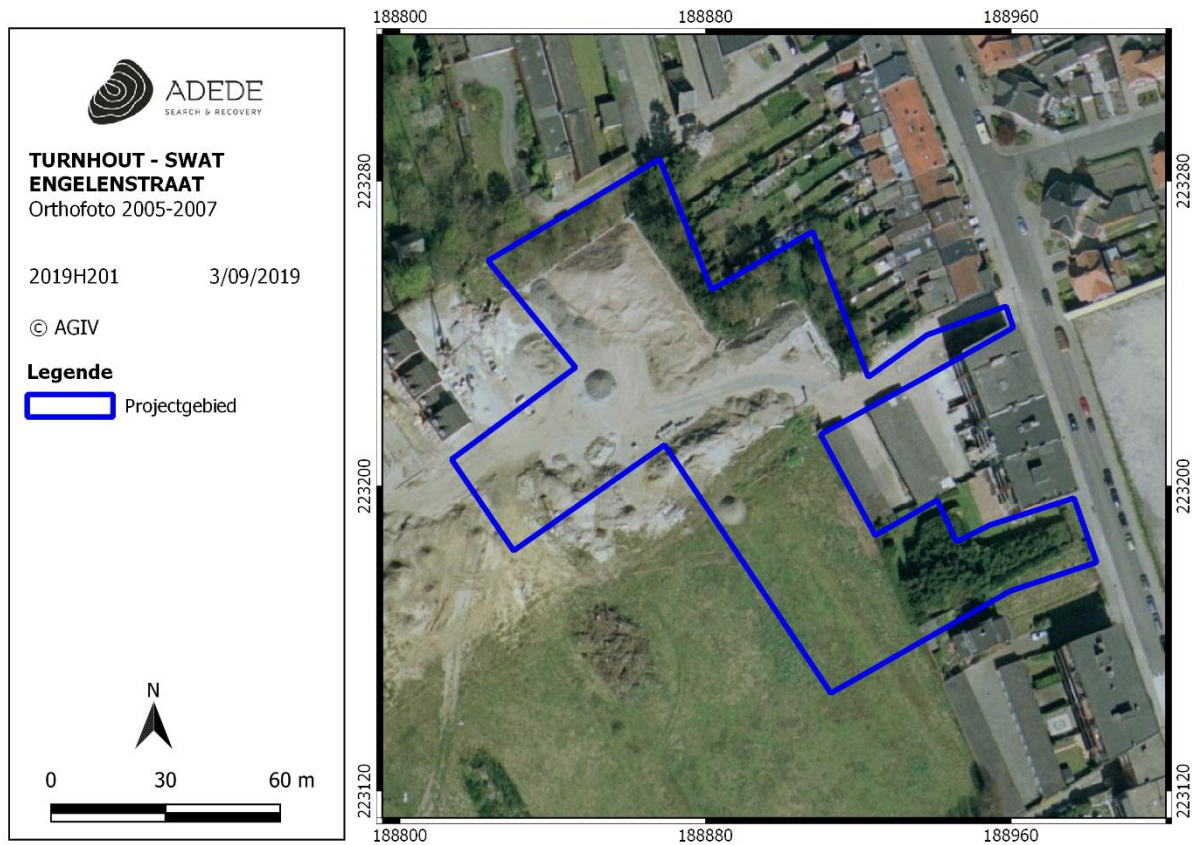 ADEDE
SEARCH & RECOVERY
TURNHOUT - SWAT
ENGELENSTRAAT
Orthofoto 2005-2007
2019H201 3/09/2019
© AGIV
Legende
Projectgebied
N
0 30 60 m
188800 188880 188960
223280 223280
223200 223200
223120 223120
188800 188880 188960